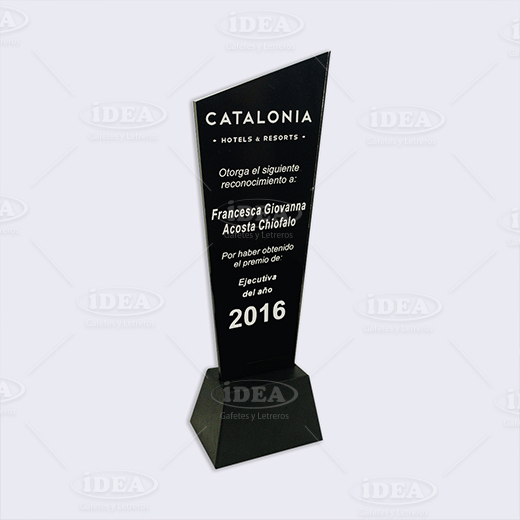 CATALONIA
• HOTELS & RESORTS •
Otorga el siguiente
reconocimiento a:
Francesca Giovanna
Acosta Chiofalo
Por haber obtenido
el premio de:
Ejecutiva
del año
2016
iDEA
Gafetes y Letreros